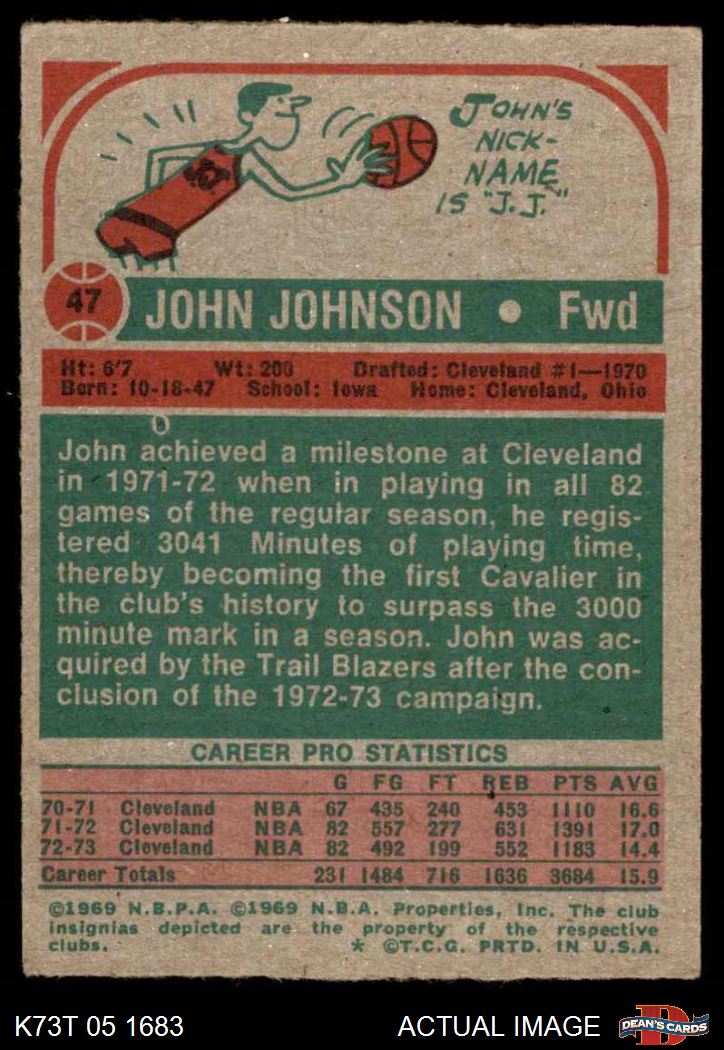 JOHN'S
NICK-
NAME
IS "J.J."
47 JOHN JOHNSON • Fwd
Ht: 6'7 Wt: 200 Drafted: Cleveland #1—1970
Born: 10-18-47 School: Iowa Home: Cleveland, Ohio
John achieved a milestone at Cleveland
in 1971-72 when in playing in all 82
games of the regular season, he regis-
tered 3041 Minutes of playing time,
thereby becoming the first Cavalier in
the club's history to surpass the 3000
minute mark in a season. John was ac-
quired by the Trail Blazers after the con-
clusion of the 1972-73 campaign.
CAREER PRO STATISTICS
G FG FT REB PTS AVG
70-71 Cleveland NBA 67 435 240 453 1110 16.6
71-72 Cleveland NBA 82 557 277 631 1391 17.0
72-73 Cleveland NBA 82 492 199 552 1183 14.4
Career Totals 231 1484 716 1636 3684 15.9
©1969 N.B.P.A. ©1969 N.B.A. Properties, Inc. The club
insignias depicted are the property of the respective
clubs. * ©T.C.G. PRTD. IN U.S.A.
K73T 05 1683 ACTUAL IMAGE D DEAN'S CARDS